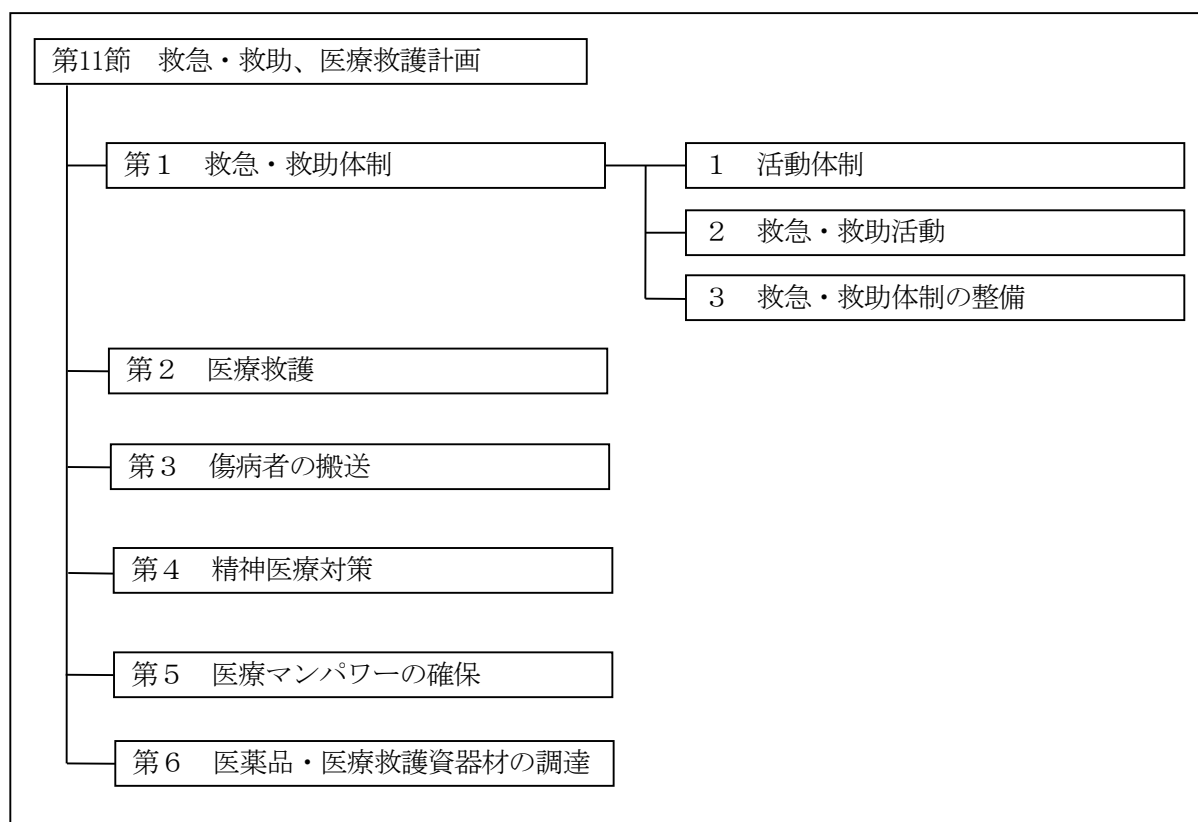 第11節　救急・救助、医療救護計画
第１　救急・救助体制
１　活動体制
２　救急・救助活動
３　救急・救助体制の整備
第２　医療救護
第３　傷病者の搬送
第４　精神医療対策
第５　医療マンパワーの確保
第６　医薬品・医療救護資器材の調達